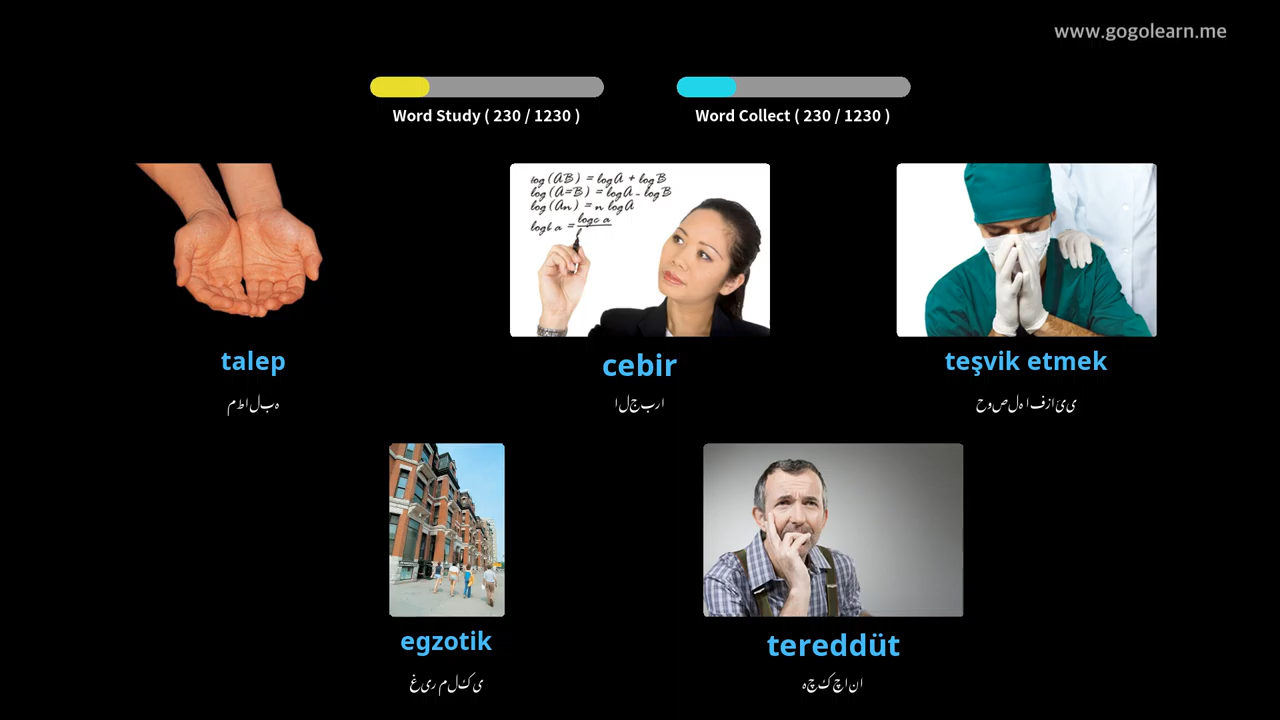 www.gogolearn.me
Word Study ( 230 / 1230 )
Word Collect ( 230 / 1230 )
log (AB) = logA + logB
log (A=B) = logA - logB
log (An) = n logA
talep
cebir
teşvik etmek
مطالبہ
الجبرا
حوصلہ افزائی
egzotik
tereddüt
غیر ملکی
ہچکچانا